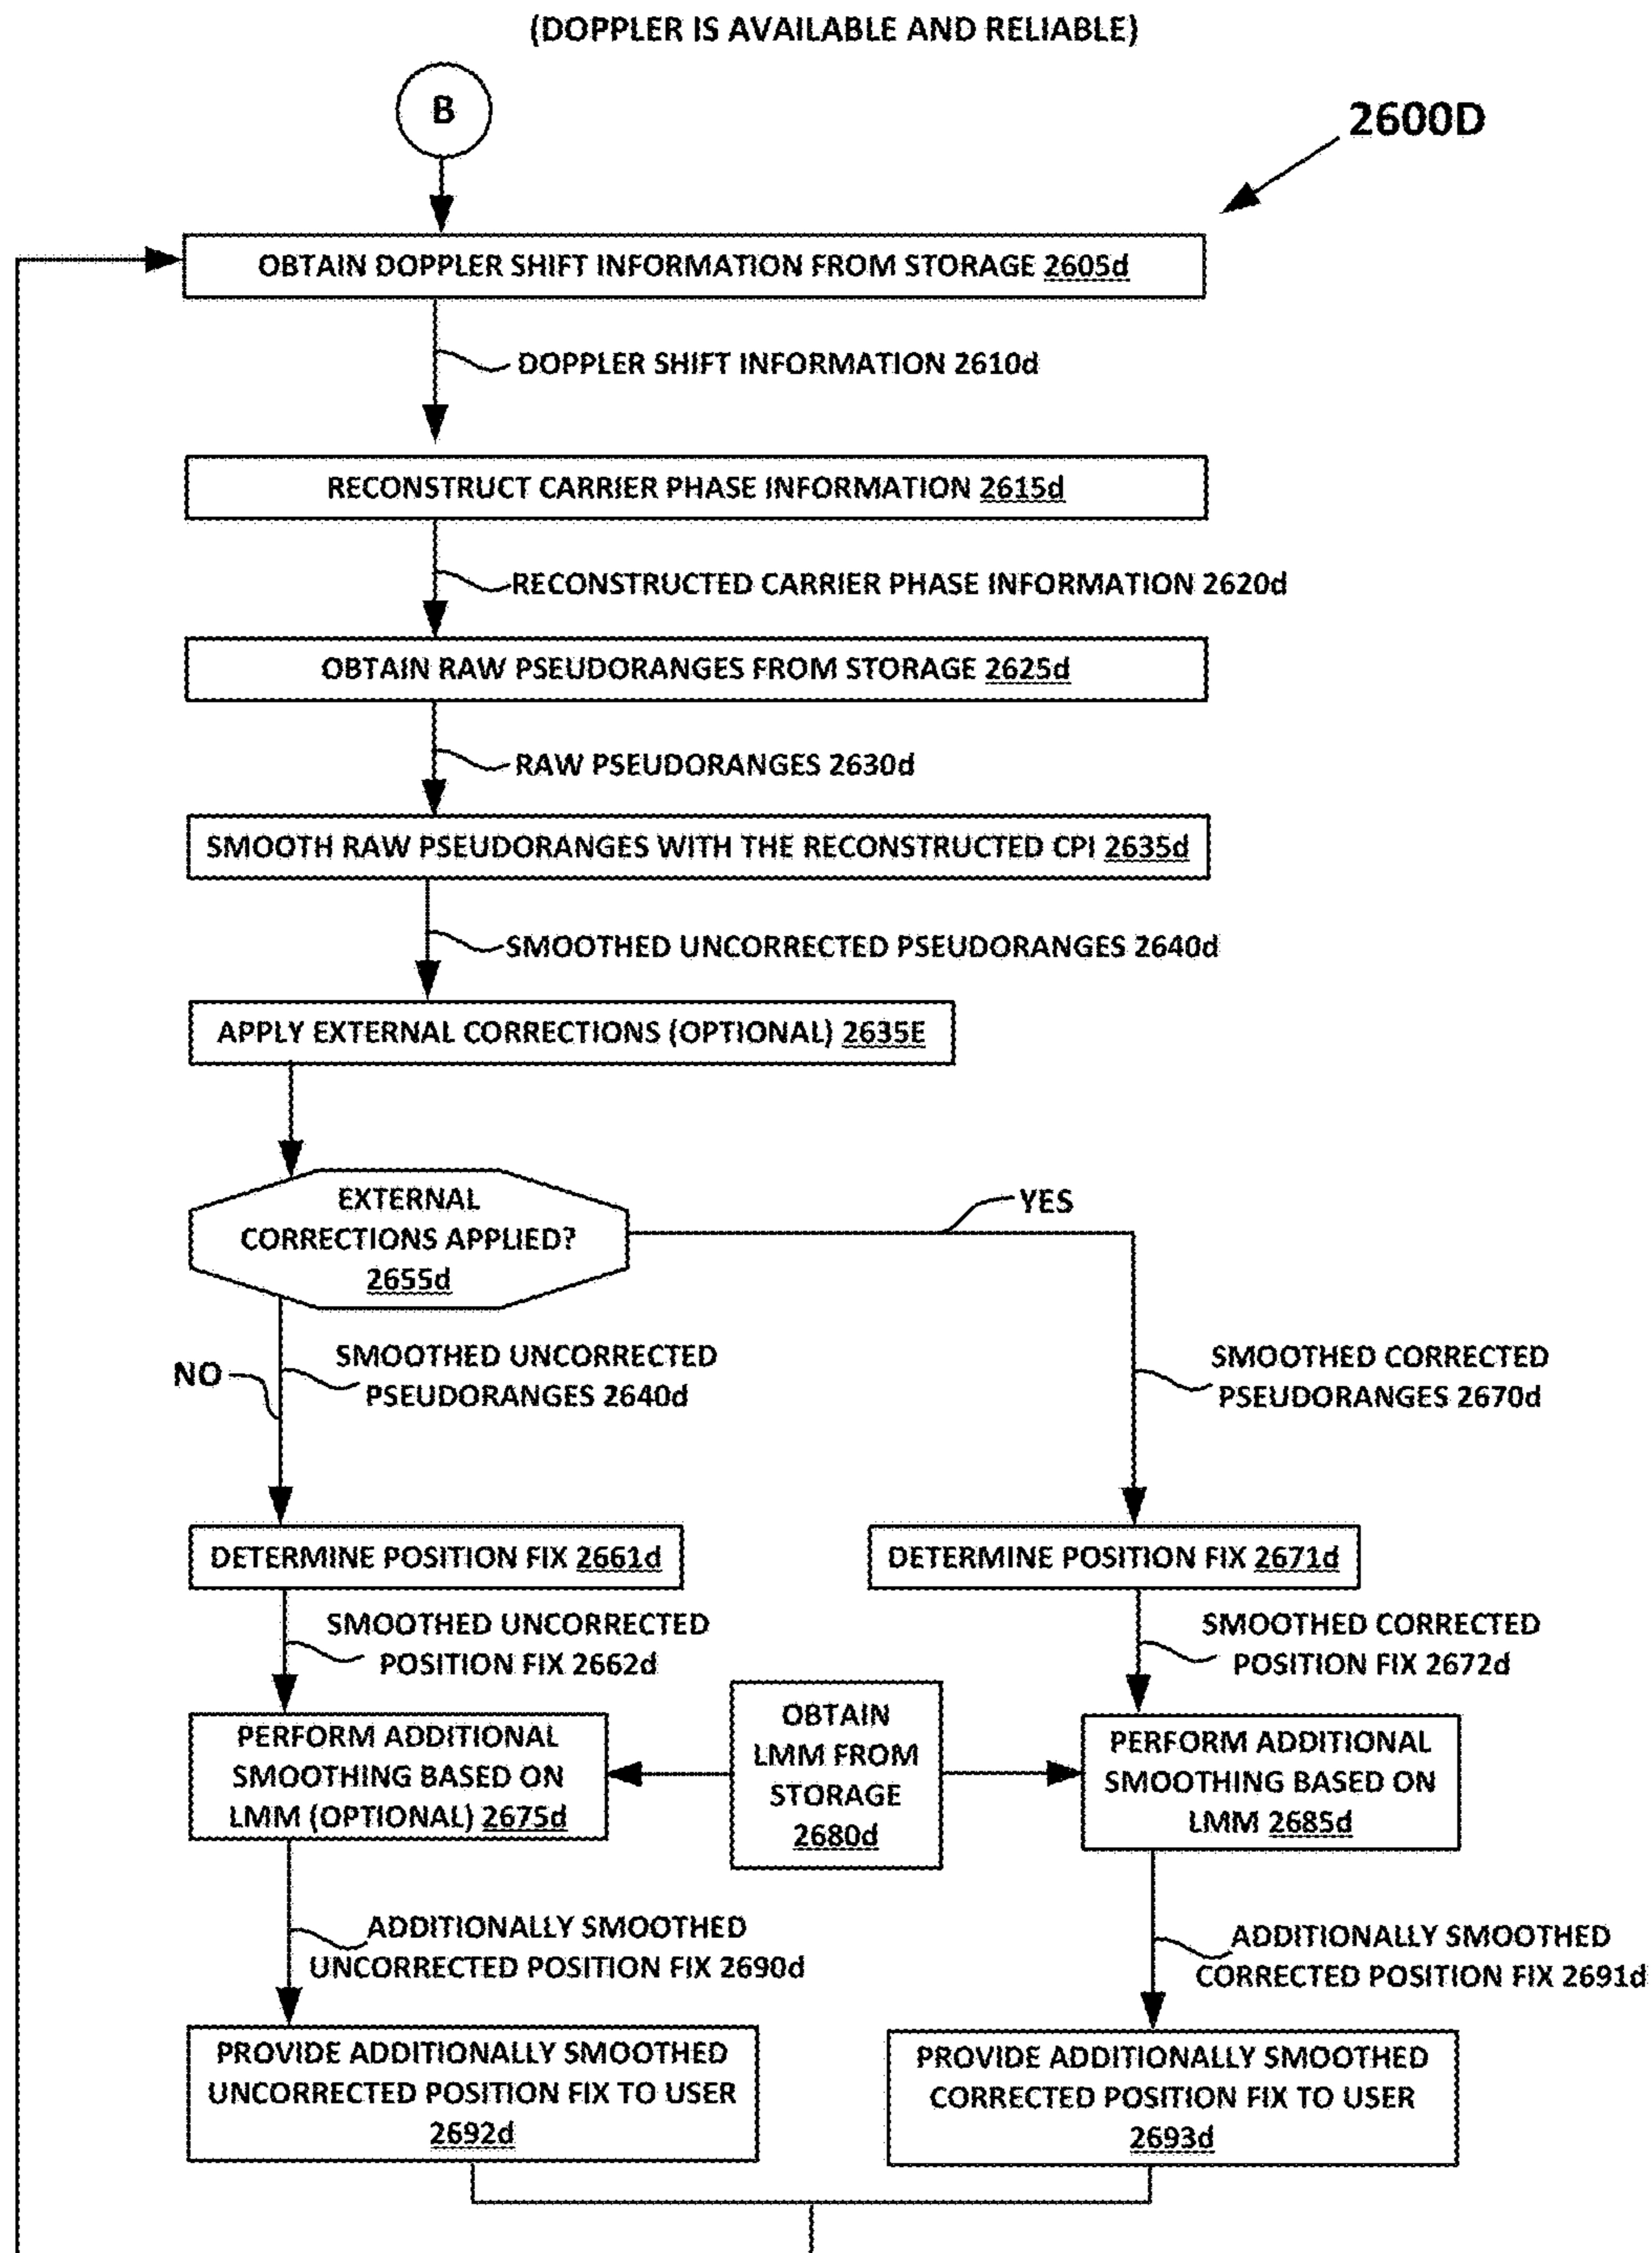 (DOPPLER IS AVAILABLE AND RELIABLE)
B
2600D
OBTAIN DOPPLER SHIFT INFORMATION FROM STORAGE 2605d
DOPPLER SHIFT INFORMATION 2610d
RECONSTRUCT CARRIER PHASE INFORMATION 2615d
RECONSTRUCTED CARRIER PHASE INFORMATION 2620d
OBTAIN RAW PSEUDORANGES FROM STORAGE 2625d
RAW PSEUDORANGES 2630d
SMOOTH RAW PSEUDORANGES WITH THE RECONSTRUCTED CPI 2635d
SMOOTHED UNCORRECTED PSEUDORANGES 2640d
APPLY EXTERNAL CORRECTIONS (OPTIONAL) 2635E
EXTERNAL
CORRECTIONS APPLIED?
2655d
YES
NO
SMOOTHED UNCORRECTED
PSEUDORANGES 2640d
SMOOTHED CORRECTED
PSEUDORANGES 2670d
DETERMINE POSITION FIX 2661d
DETERMINE POSITION FIX 2671d
SMOOTHED UNCORRECTED
POSITION FIX 2662d
SMOOTHED CORRECTED
POSITION FIX 2672d
PERFORM ADDITIONAL
SMOOTHING BASED ON
LMM (OPTIONAL) 2675d
OBTAIN
LMM FROM
STORAGE
2680d
PERFORM ADDITIONAL
SMOOTHING BASED ON
LMM 2685d
ADDITIONALLY SMOOTHED
UNCORRECTED POSITION FIX 2690d
ADDITIONALLY SMOOTHED
CORRECTED POSITION FIX 2691d
PROVIDE ADDITIONALLY SMOOTHED
UNCORRECTED POSITION FIX TO USER
2692d
PROVIDE ADDITIONALLY SMOOTHED
CORRECTED POSITION FIX TO USER
2693d